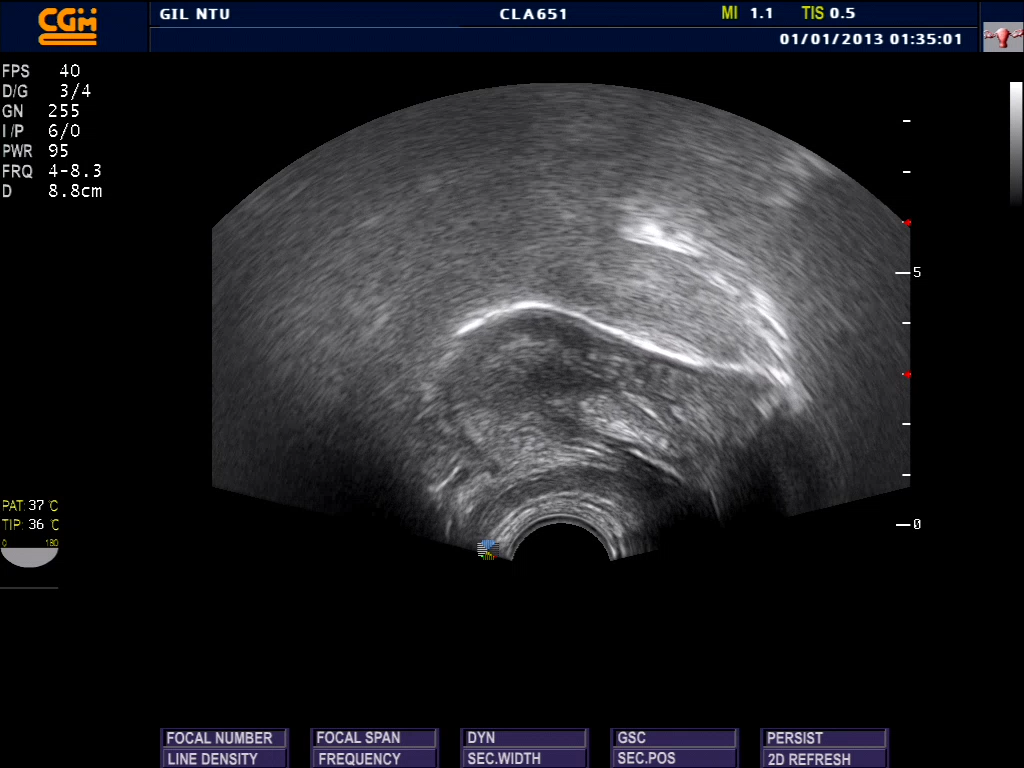 CGM
GIL NTU CLA651 MI 1.1 TIS 0.5
01/01/2013 01:35:01
FPS 40
D/G 3/4
GN 255
I/P 6/0
PWR 95
FRQ 4-8.3
D 8.8cm
5
PAT: 37 °C
TIP: 36 °C
0 180
0
FOCAL NUMBER FOCAL SPAN DYN GSC PERSIST
LINE DENSITY FREQUENCY SEC.WIDTH SEC.POS 2D REFRESH